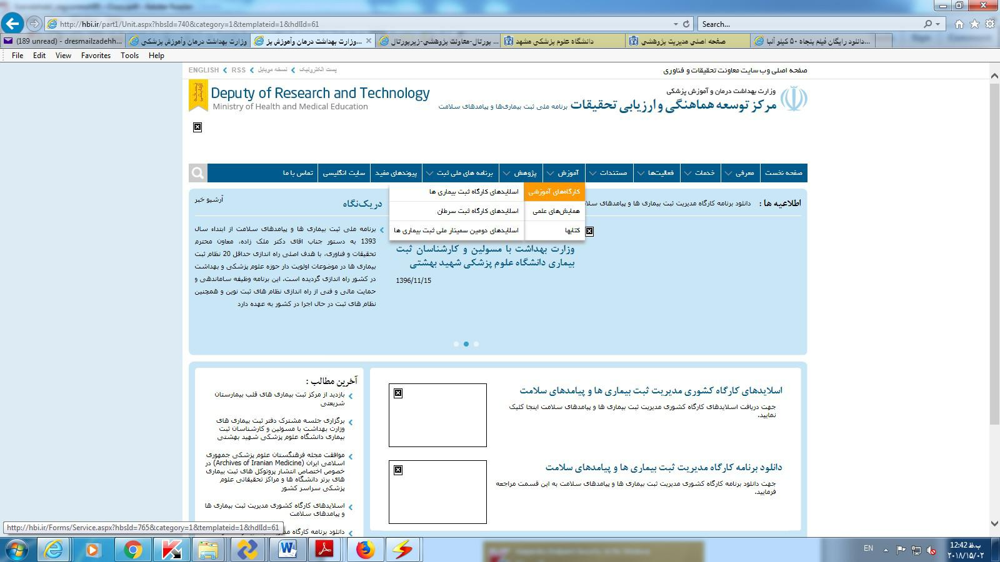 http://hbi.ir/part1/Unit.aspx?hbsId=740&category=1&templateid=1&hdlId=61
Search...
(189 unread) - dresmailzadehh...
وزارت بهداشت درمان وآموزش پزشکی
وزارت بهداشت درمان وآموزش پز...
پورتال-معاونت پژوهشي-زیرپورتال ...
دانشگاه علوم پزشکی مشهد
صفحه اصلي مديريت پژوهشي
دانلود رایگان فیلم پنجاه ۵۰ کیلو آلبا...
File Edit View Favorites Tools Help
صفحه اصلی وب سایت معاونت تحقیقات و فناوری
پست الکترونیک
نسخه موبایل
RSS
ENGLISH
نسخه آزمایشی
Deputy of Research and Technology
Ministry of Health and Medical Education
وزارت بهداشت درمان و آموزش پزشکی
مرکز توسعه هماهنگی و ارزیابی تحقیقات برنامه ملی ثبت بیماری‌ها و پیامدهای سلامت
صفحه نخست معرفی خدمات فعالیت‌ها مستندات آموزش پژوهش برنامه های ملی ثبت پیوندهای مفید سایت انگلیسی تماس با ما
کارگاه‌های آموزشی
همایش‌های علمی
کتابها
اسلایدهای کارگاه ثبت بیماری ها
اسلایدهای کارگاه ثبت سرطان
اسلایدهای دومین سمینار ملی ثبت بیماری ها
اطلاعیه ها : دانلود برنامه کارگاه مدیریت ثبت بیماری ها و پیامدهای سلا
وزارت بهداشت با مسولین و کارشناسان ثبت
بیماری دانشگاه علوم پزشکی شهید بهشتی
1396/11/15
در یک‌نگاه
آرشیو خبر
برنامه ملی ثبت بیماری ها و پیامدهای سلامت از ابتداء سال
1393 به دستور جناب اقای دکتر ملک زاده، معاون محترم
تحقیقات و فناوری، با هدف اصلی راه اندازی حداقل 20 نظام ثبت
بیماری ها در موضوعات اولویت دار حوزه علوم پزشکی و بهداشت
در کشور راه اندازی گردیده است. این برنامه وظیفه ساماندهی و
حمایت مالی و فنی از راه اندازی نظام های ثبت نوین و همچنین
نظام های ثبت در حال اجرا در کشور به عهده دارد
اسلایدهای کارگاه کشوری مدیریت ثبت بیماری ها و پیامدهای سلامت
جهت دریافت اسلایدهای کارگاه کشوری مدیریت ثبت بیماری ها و پیامدهای سلامت اینجا کلیک
نمایید.
دانلود برنامه کارگاه مدیریت ثبت بیماری ها و پیامدهای سلامت
جهت دانلود برنامه کارگاه کشوری مدیریت ثبت بیماری ها و پیامدهای سلامت به این قسمت مراجعه
فرمایید.
آخرین مطالب :
بازدید از مرکز ثبت بیماری های قلب بیمارستان
شریعتی
برگزاری جلسه مشترک دفتر ثبت بیماری های
وزارت بهداشت با مسولین و کارشناسان ثبت
بیماری دانشگاه علوم پزشکی شهید بهشتی
موافقت مجله فرهنگستان علوم پزشکی جمهوری
اسلامی ایران (Archives of Iranian Medicine) در
خصوص اختصاص انتشار پروتوکل های ثبت بیماری
های برتر دانشگاه ها و مراکز تحقیقاتی علوم
پزشکی سراسر کشور
اسلایدهای کارگاه کشوری مدیریت ثبت بیماری ها
و پیامدهای سلامت
دانلود برنامه کارگاه
http://hbi.ir/Forms/Service.aspx?hbsId=765&category=1&templateid=1&hdlId=61
EN
12:42 ب.ظ
۲۰۱۸/۱۵/۰۲